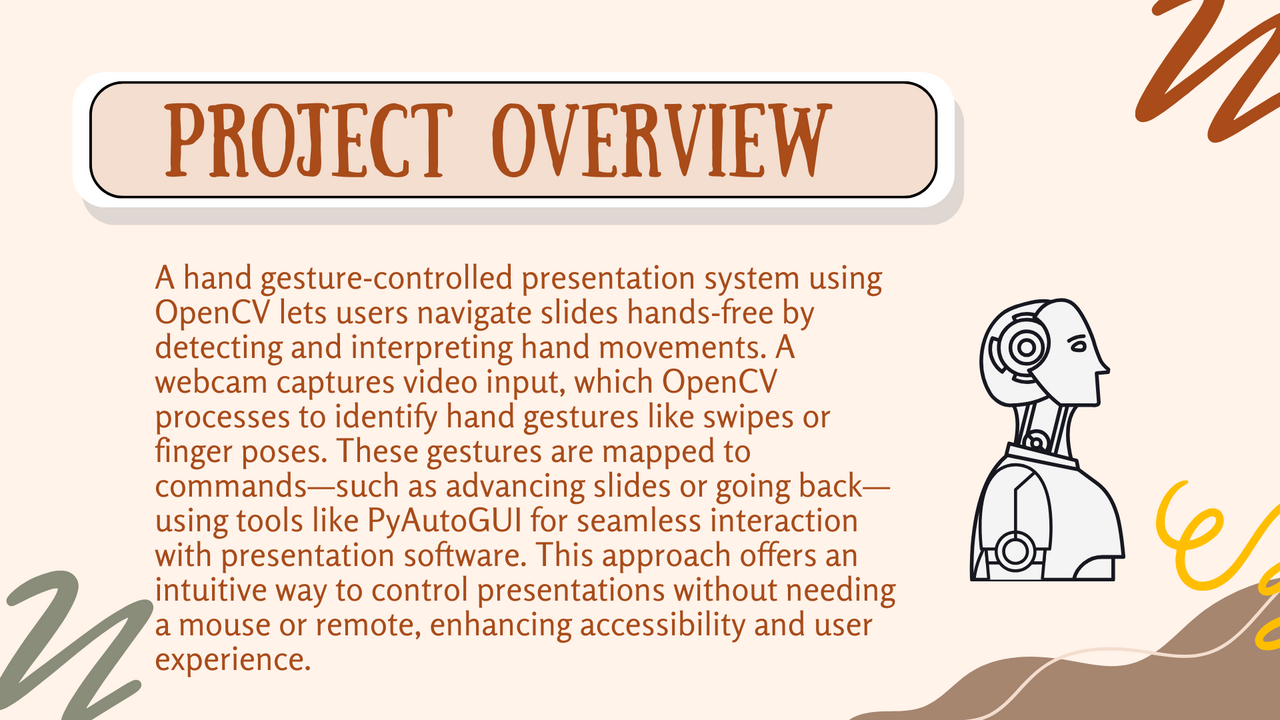 PROJECT OVERVIEW
A hand gesture-controlled presentation system using
OpenCV lets users navigate slides hands-free by
detecting and interpreting hand movements. A
webcam captures video input, which OpenCV
processes to identify hand gestures like swipes or
finger poses. These gestures are mapped to
commands—such as advancing slides or going back—
using tools like PyAutoGUI for seamless interaction
with presentation software. This approach offers an
intuitive way to control presentations without needing
a mouse or remote, enhancing accessibility and user
experience.